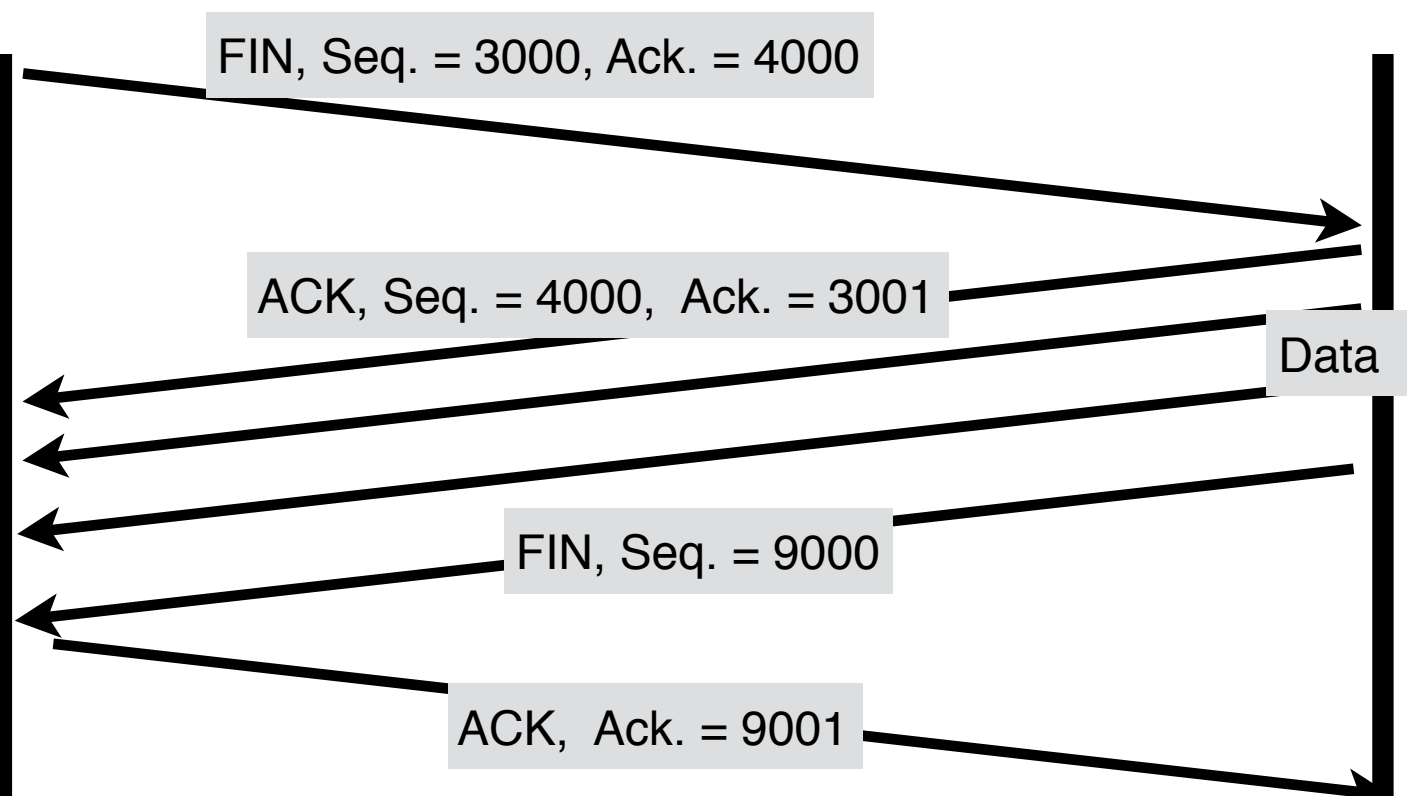 FIN, Seq. = 3000, Ack. = 4000
ACK, Seq. = 4000,  Ack. = 3001
Data
FIN, Seq. = 9000
ACK,  Ack. = 9001